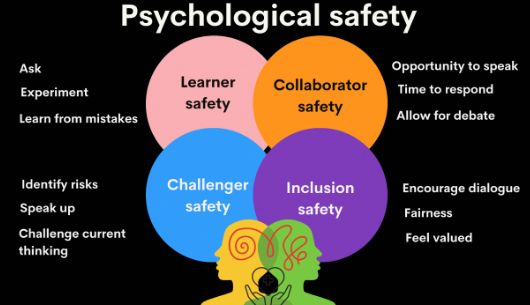 Psychological safety
Ask
Experiment
Learn from mistakes
Learner
safety
Collaborator
safety
Opportunity to speak
Time to respond
Allow for debate
Identify risks
Speak up
Challenge current
thinking
Challenger
safety
Inclusion
safety
Encourage dialogue
Fairness
Feel valued